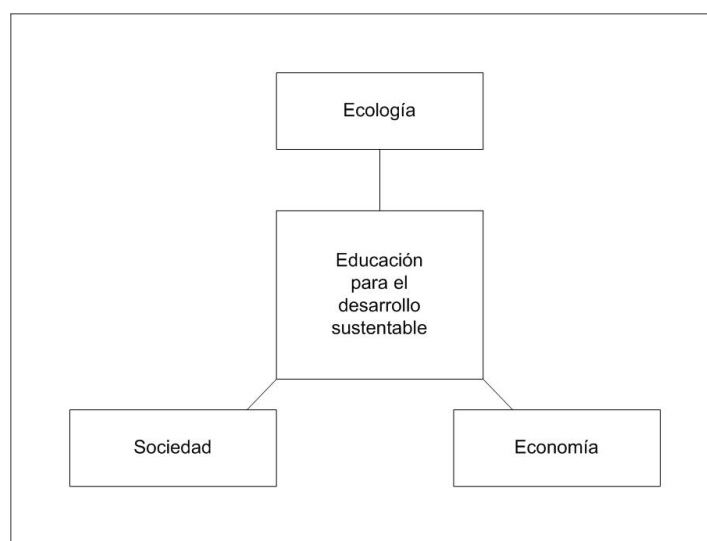 Ecología
Educación
para el
desarrollo
sustentable
Sociedad
Economía